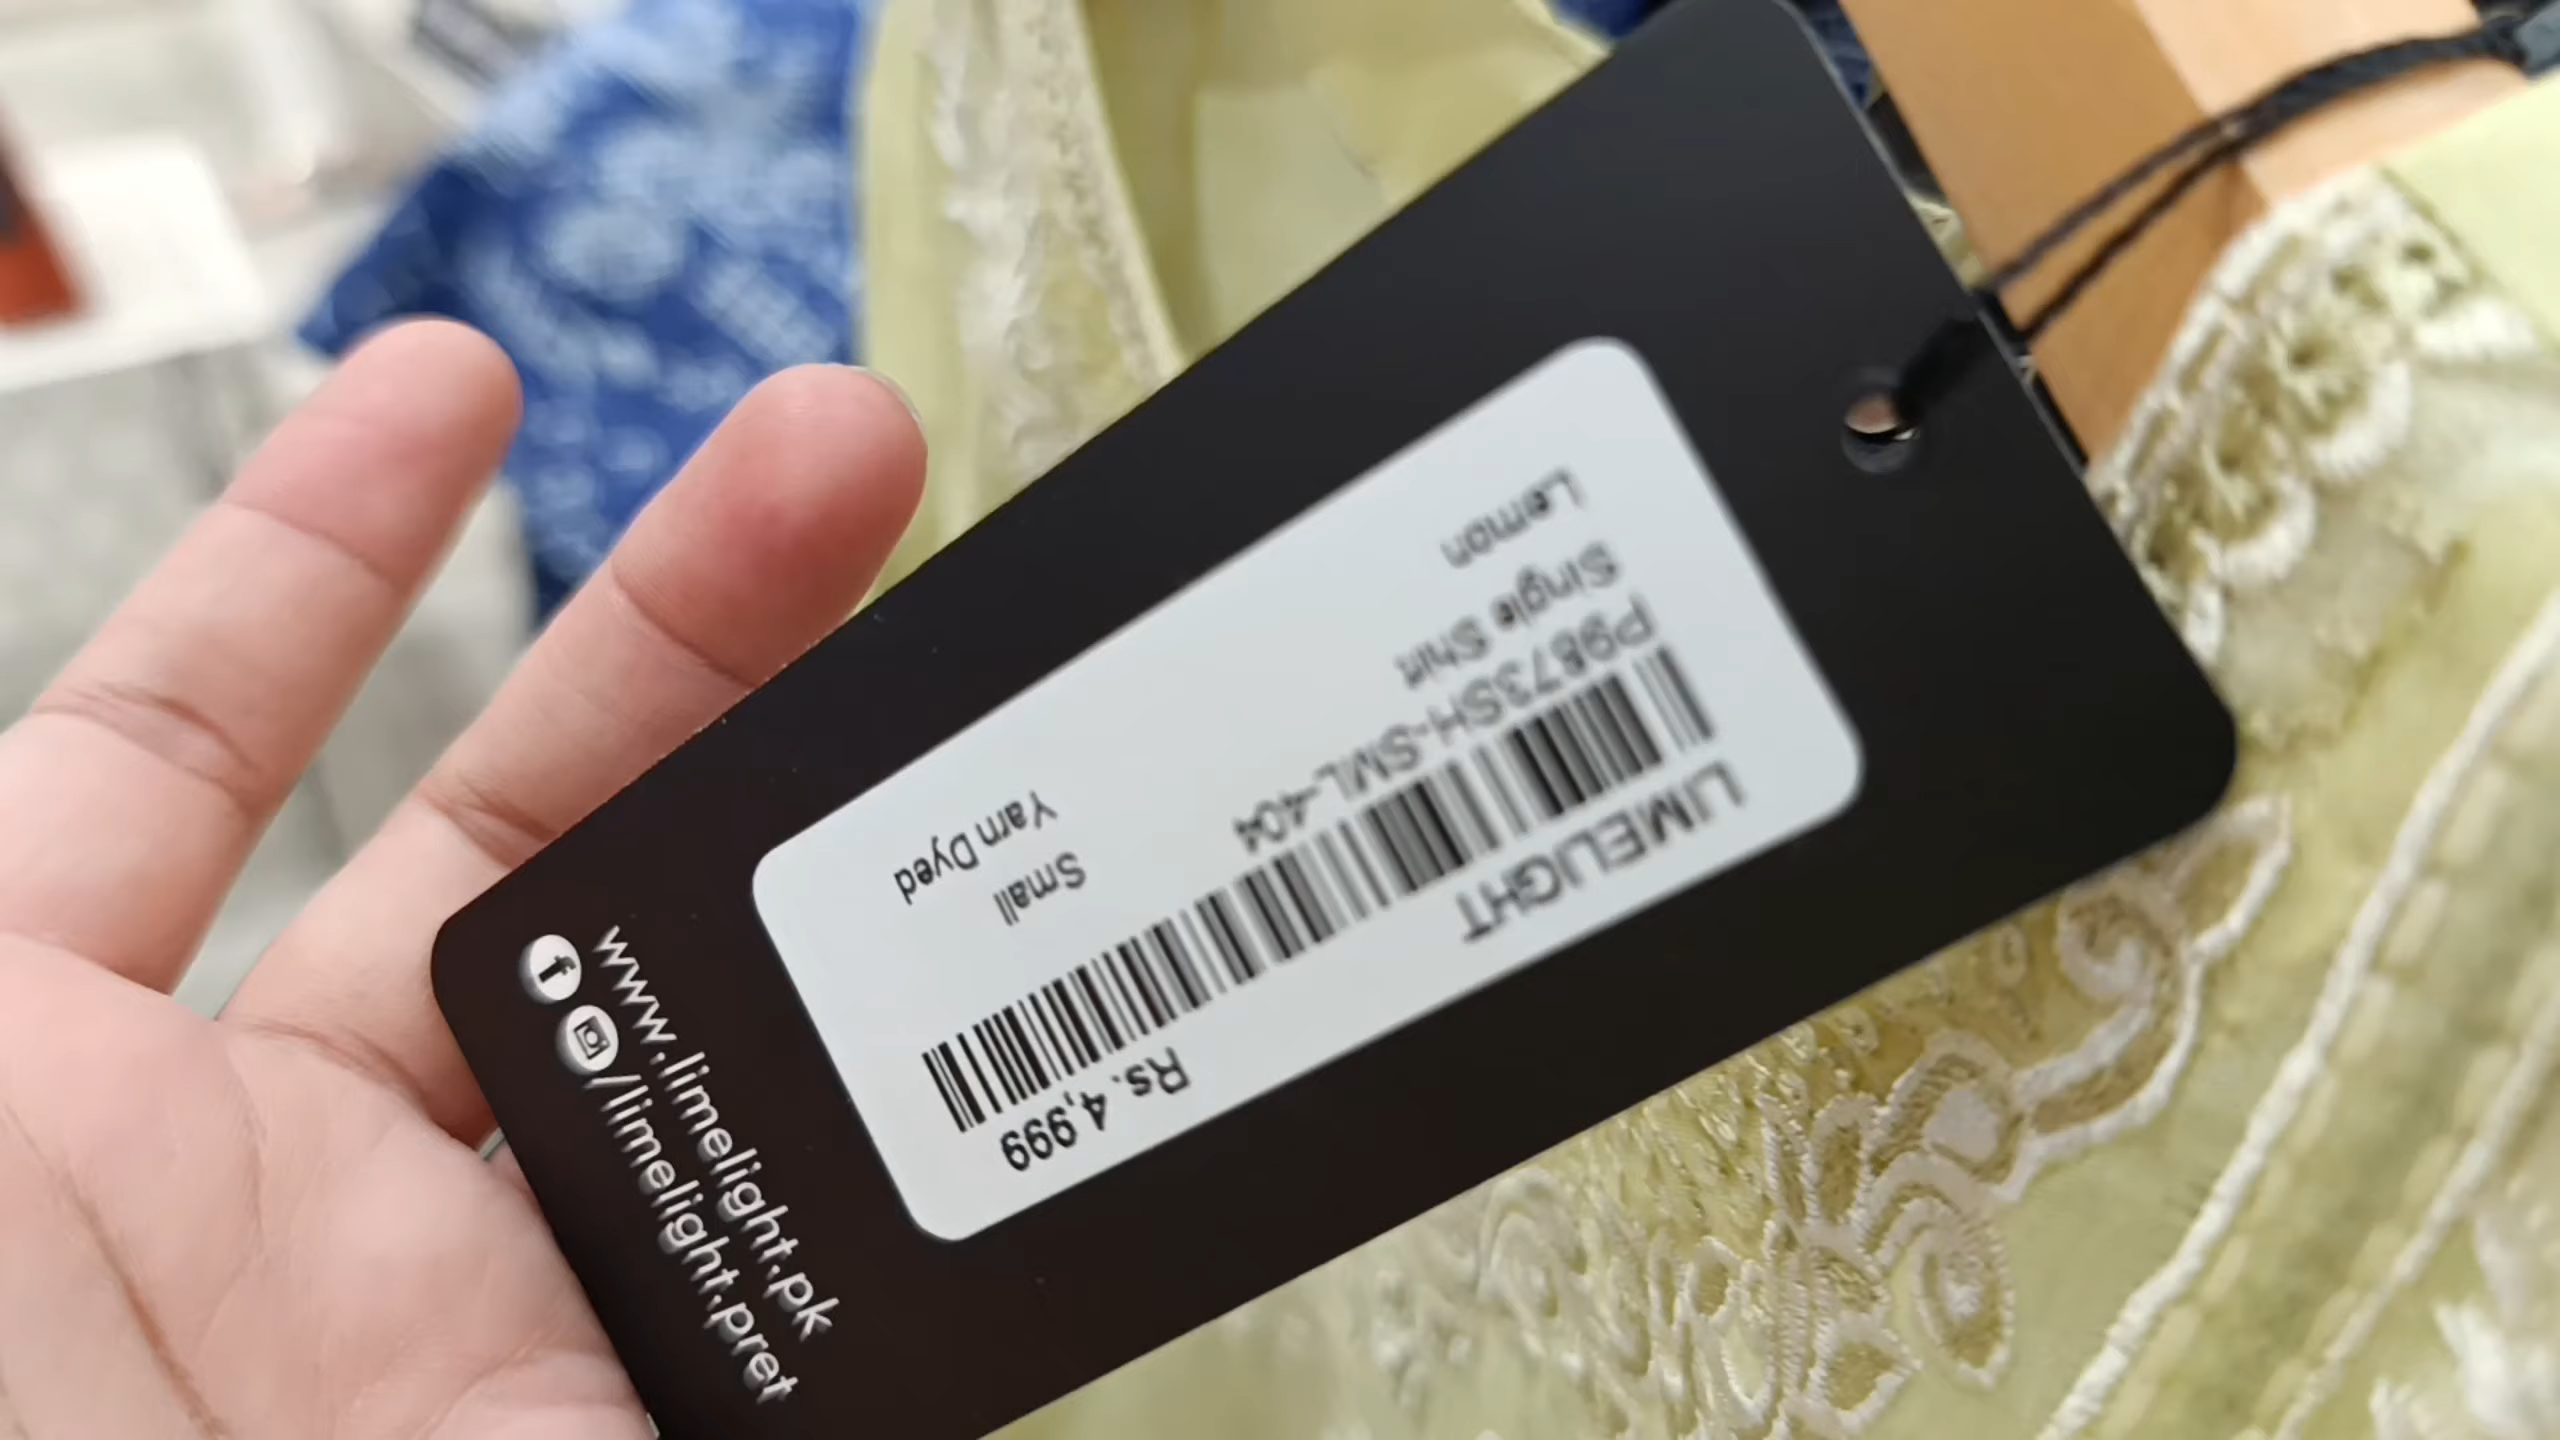 LIMELIGHT
Rs. 4,999
P9873SH-SML-404
Single Shirt
Small
Lemon
Yarn Dyed
www.limelight.pk
/limelight.pret